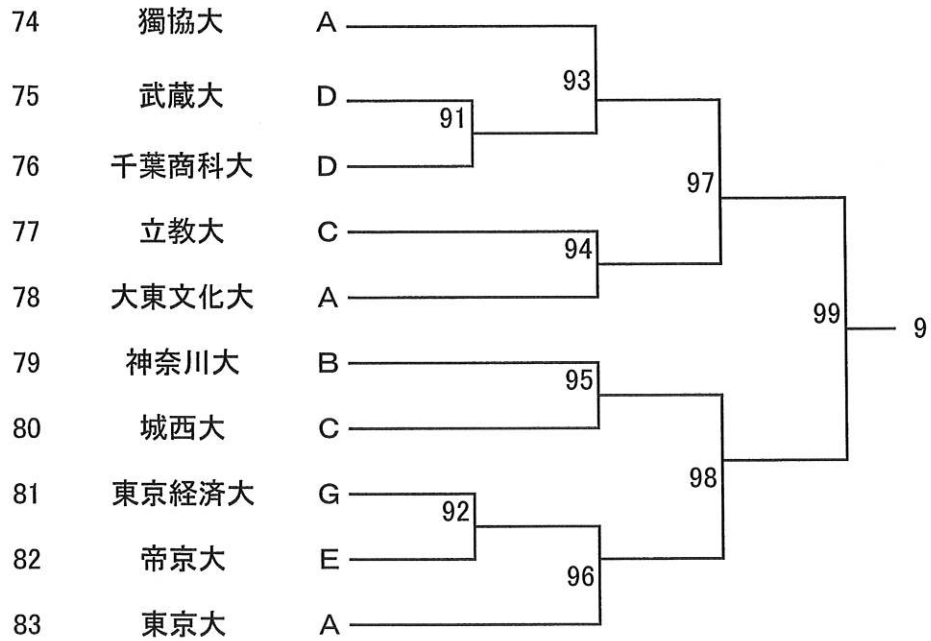 74 獨協大 A
93
75 武蔵大 D
91
76 千葉商科大 D
97
77 立教大 C
94
78 大東文化大 A
99
9
79 神奈川大 B
95
80 城西大 C
98
81 東京経済大 G
92
82 帝京大 E
96
83 東京大 A